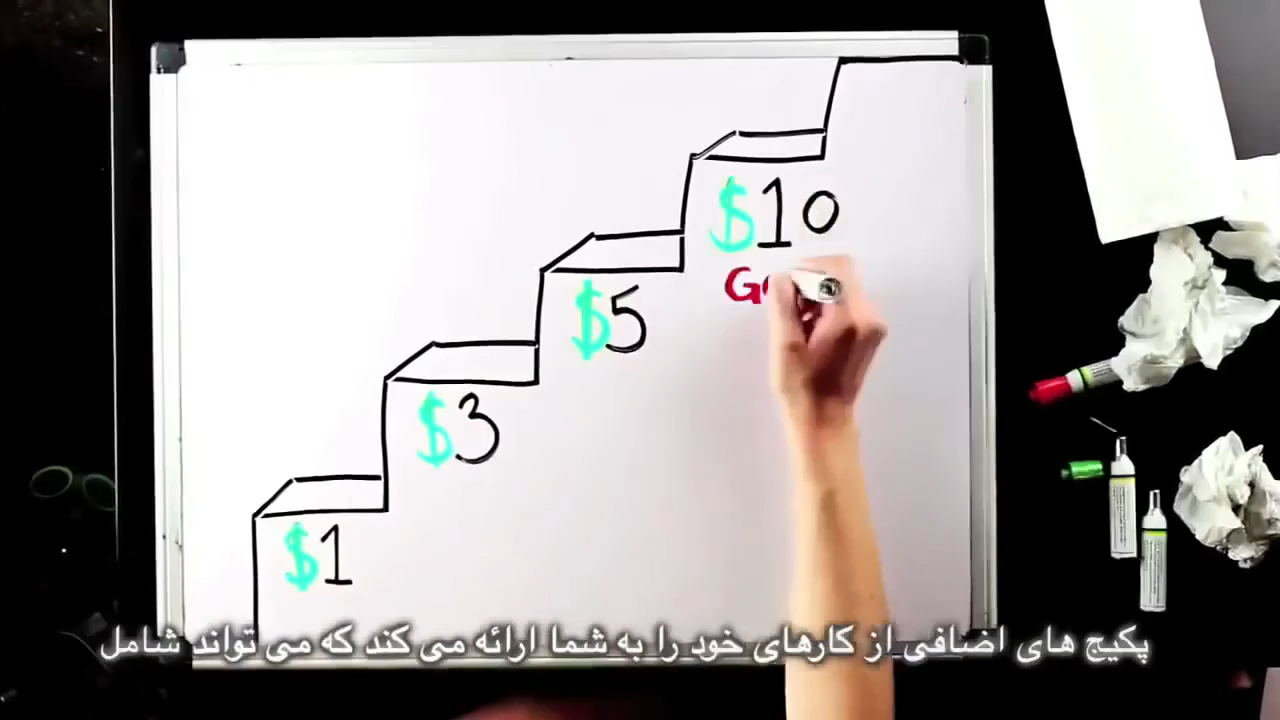 $10
$5
$3
$1
پکیج های اضافی از کارهای خود را به شما ارائه می کند که می تواند شامل